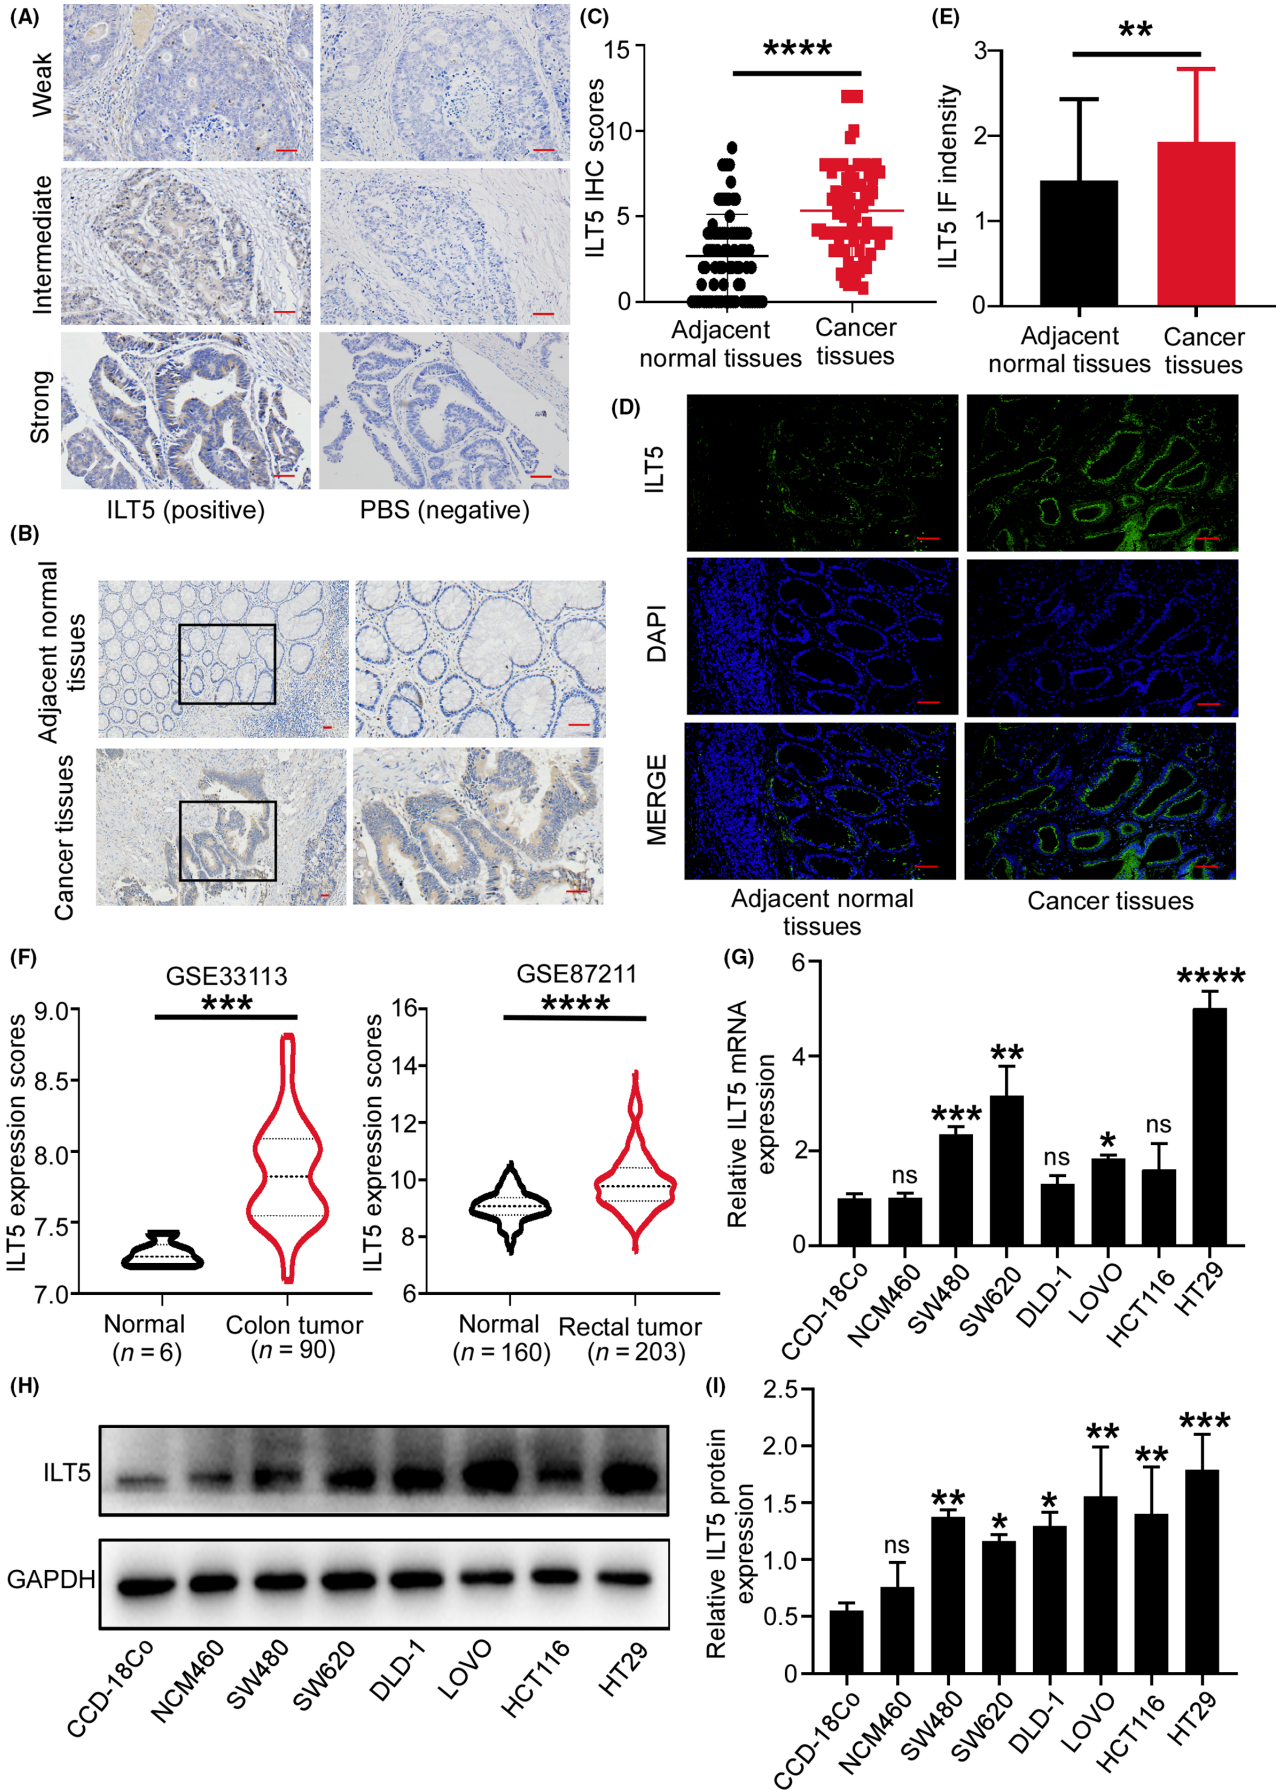 (A)
Weak
Intermediate
Strong
ILT5 (positive)
PBS (negative)
(B)
Adjacent normal
tissues
Cancer tissues
(C)
ILT5 IHC scores
15
10
5
0
****
Adjacent
normal tissues
Cancer
tissues
(E)
ILT5 IF indensity
3
2
1
0
**
Adjacent
normal tissues
Cancer
tissues
(D)
ILT5
DAPI
MERGE
Adjacent normal
tissues
Cancer tissues
(F)
GSE33113
***
ILT5 expression scores
9.0
8.5
8.0
7.5
7.0
Normal
(n = 6)
Colon tumor
(n = 90)
GSE87211
****
ILT5 expression scores
16
14
12
10
8
6
Normal
(n = 160)
Rectal tumor
(n = 203)
(G)
Relative ILT5 mRNA
expression
6
4
2
0
ns
***
**
ns
*
ns
****
CCD-18Co
NCM460
SW480
SW620
DLD-1
LOVO
HCT116
HT29
(H)
ILT5
GAPDH
CCD-18Co
NCM460
SW480
SW620
DLD-1
LOVO
HCT116
HT29
(I)
Relative ILT5 protein
expression
2.5
2.0
1.5
1.0
0.5
0
ns
**
*
*
**
**
***
CCD-18Co
NCM460
SW480
SW620
DLD-1
LOVO
HCT116
HT29